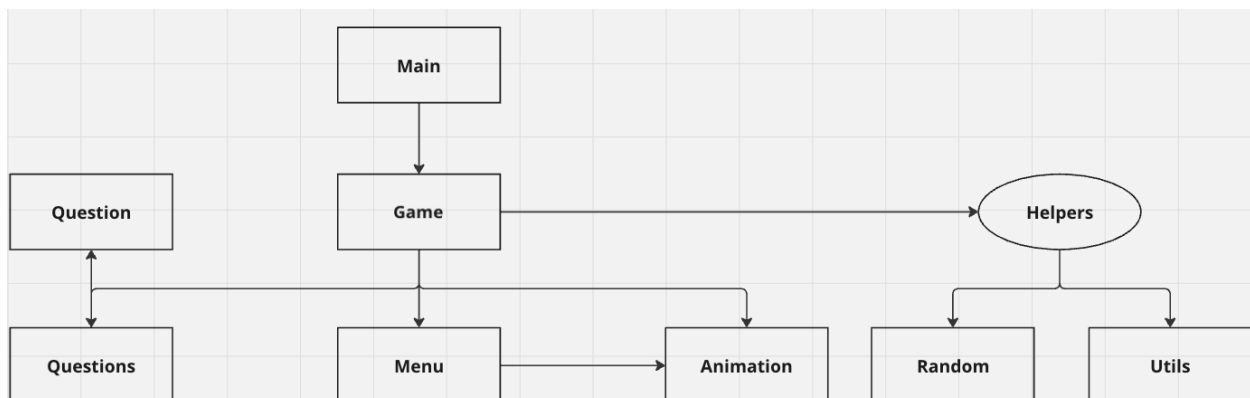 Main
Question
Game
Helpers
Questions
Menu
Animation
Random
Utils